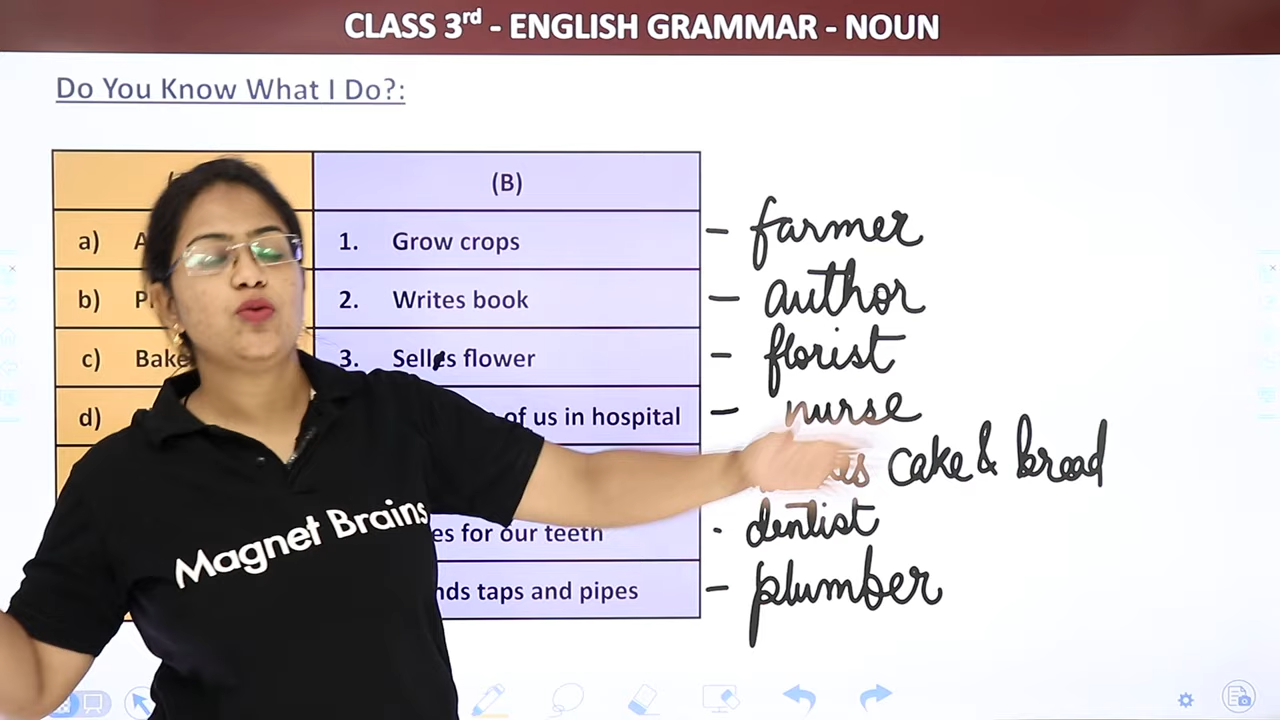 CLASS 3rd - ENGLISH GRAMMAR - NOUN
Do You Know What I Do?:
(B)
a) A 1. Grow crops - farmer
b) P 2. Writes book - author
c) Bake 3. Selles flower - florist
d) of us in hospital - nurse
cake & bread
es for our teeth - dentist
nds taps and pipes - plumber
Magnet Brains